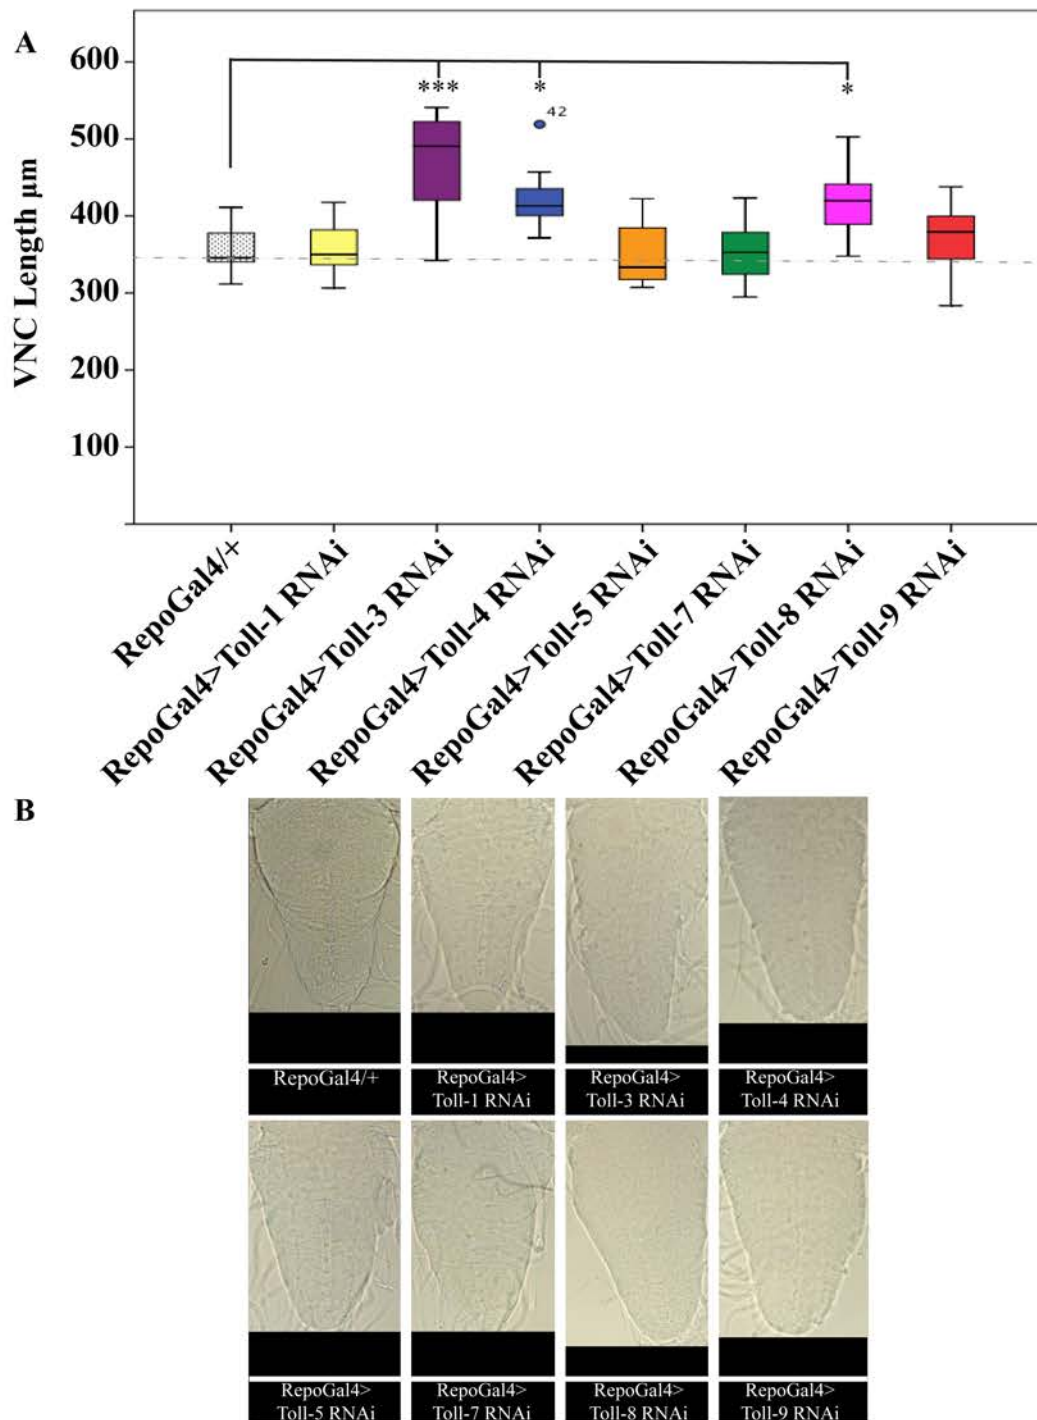 A
600
500
400
300
200
100
VNC Length µm
***
*
*
42
RepoGal4/+
RepoGal4>Toll-1 RNAi
RepoGal4>Toll-3 RNAi
RepoGal4>Toll-4 RNAi
RepoGal4>Toll-5 RNAi
RepoGal4>Toll-7 RNAi
RepoGal4>Toll-8 RNAi
RepoGal4>Toll-9 RNAi
B
RepoGal4/+
RepoGal4>
Toll-1 RNAi
RepoGal4>
Toll-3 RNAi
RepoGal4>
Toll-4 RNAi
RepoGal4>
Toll-5 RNAi
RepoGal4>
Toll-7 RNAi
RepoGal4>
Toll-8 RNAi
RepoGal4>
Toll-9 RNAi